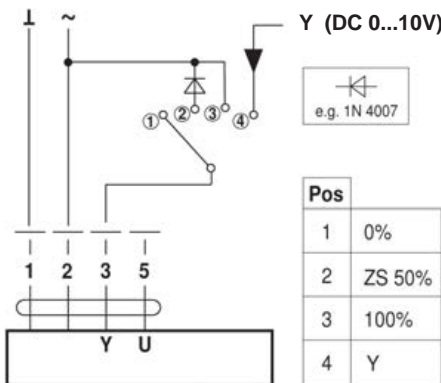 ⊥ ~
Y (DC 0...10V)
① ② ③ ④
e.g. 1N 4007
1 2 3 5
Y U
Pos
1 0%
2 ZS 50%
3 100%
4 Y